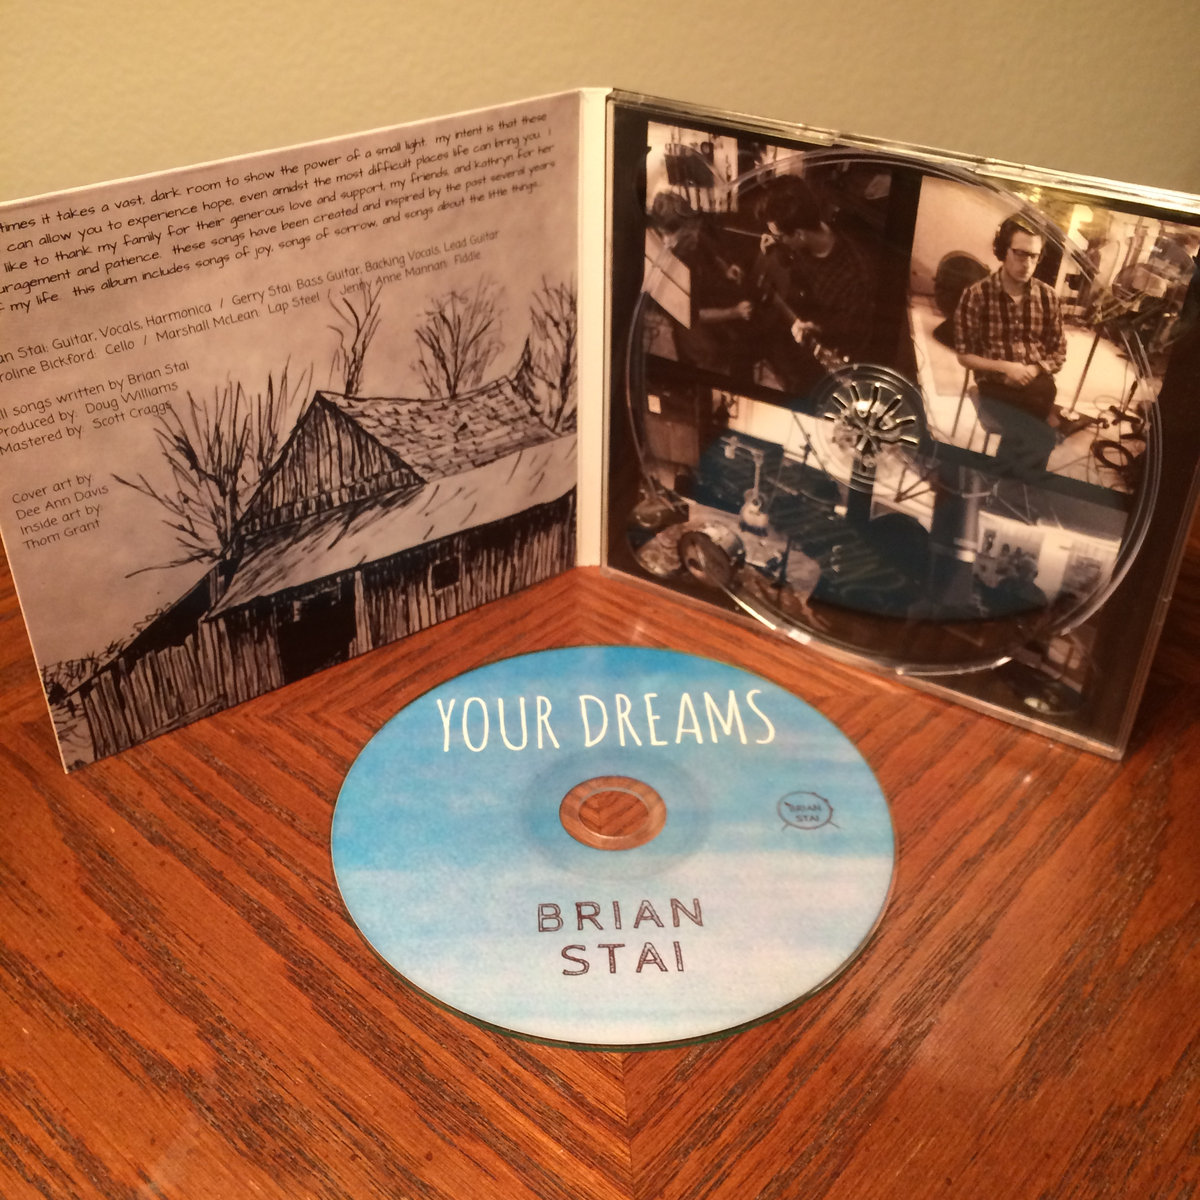 times it takes a vast, dark room to show the power of a small light. my intent is that these
can allow you to experience hope, even amidst the most difficult places life can bring you. i
like to thank my family for their generous love and support, my friends, and kathryn for her
uragement and patience. these songs have been created and inspired by the past several years
f my life. this album includes songs of joy, songs of sorrow, and songs about the little things...
an Stai: Guitar, Vocals, Harmonica / Gerry Stai: Bass Guitar, Backing Vocals, Lead Guitar
roline Bickford: Cello / Marshall McLean: Lap Steel / Jenny Anne Mannan: Fiddle
ll songs written by Brian Stai
Produced by: Doug Williams
Mastered by: Scott Craggs
Cover art by:
Dee Ann Davis
Inside art by:
Thom Grant
YOUR DREAMS
BRIAN
STAI
BRIAN
STAI